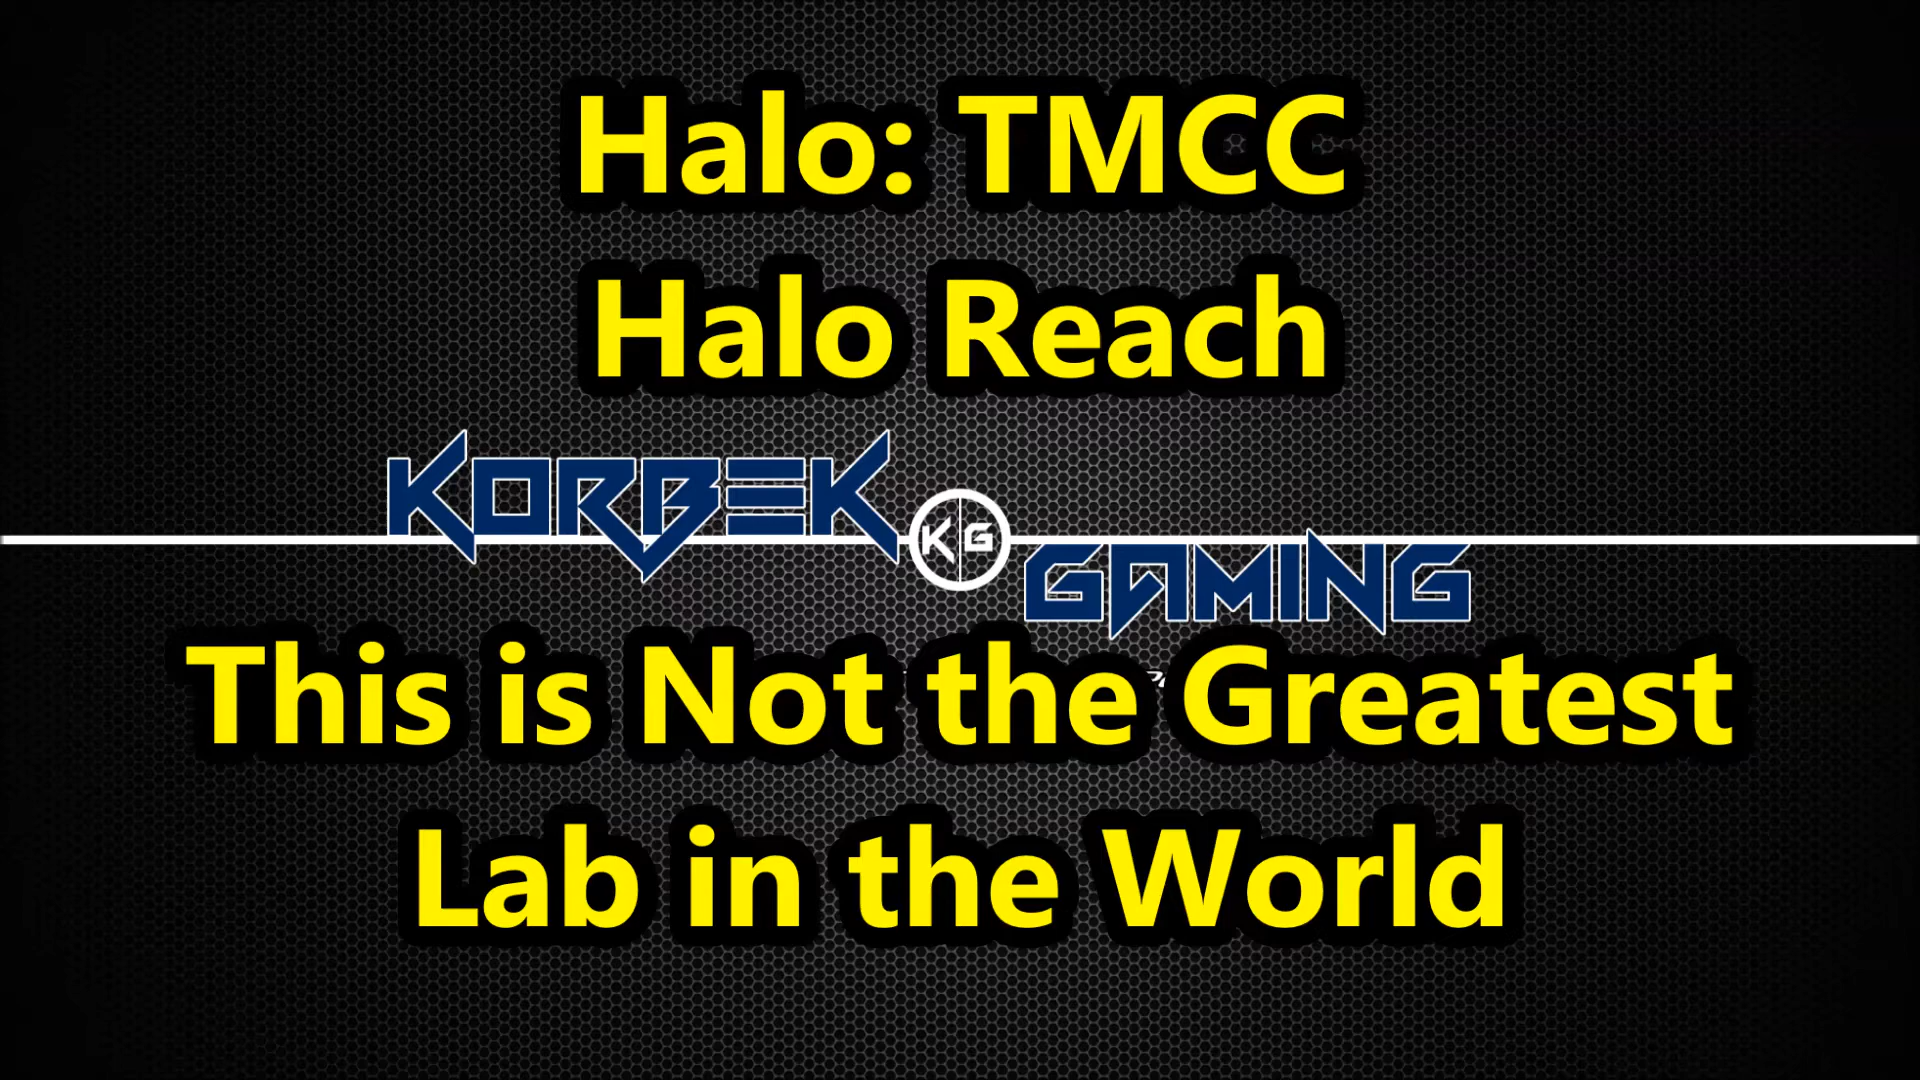 Halo: TMCC
Halo Reach
KORBEK
KG
GAMING
This is Not the Greatest
Lab in the World